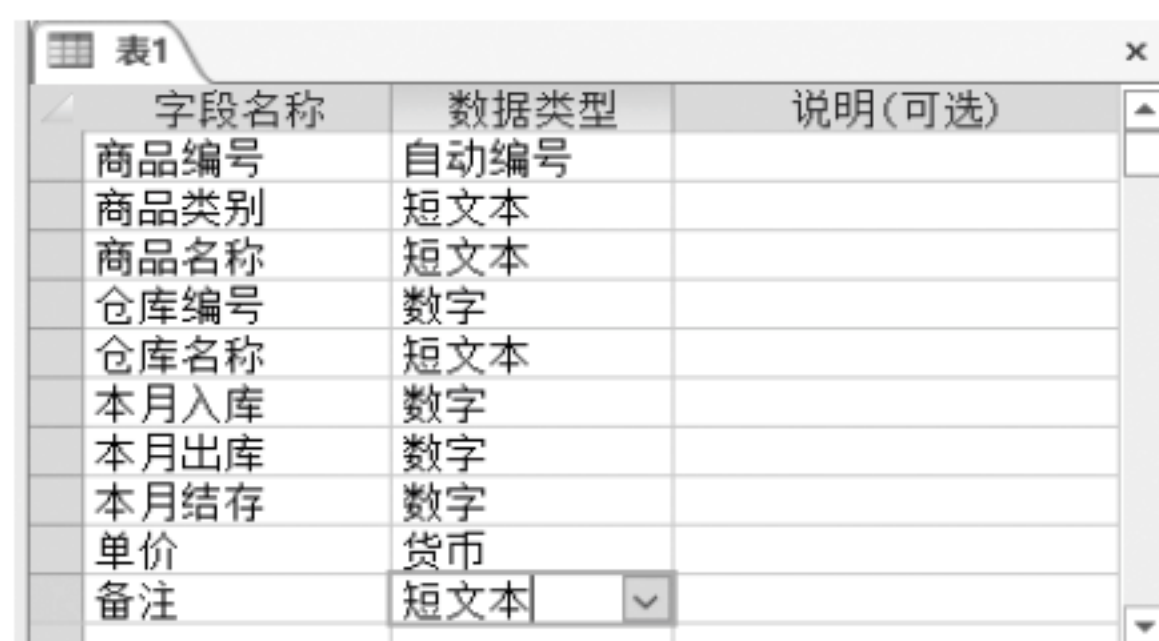 表1
字段名称 数据类型 说明(可选)
商品编号 自动编号
商品类别 短文本
商品名称 短文本
仓库编号 数字
仓库名称 短文本
本月入库 数字
本月出库 数字
本月结存 数字
单价 货币
备注 短文本